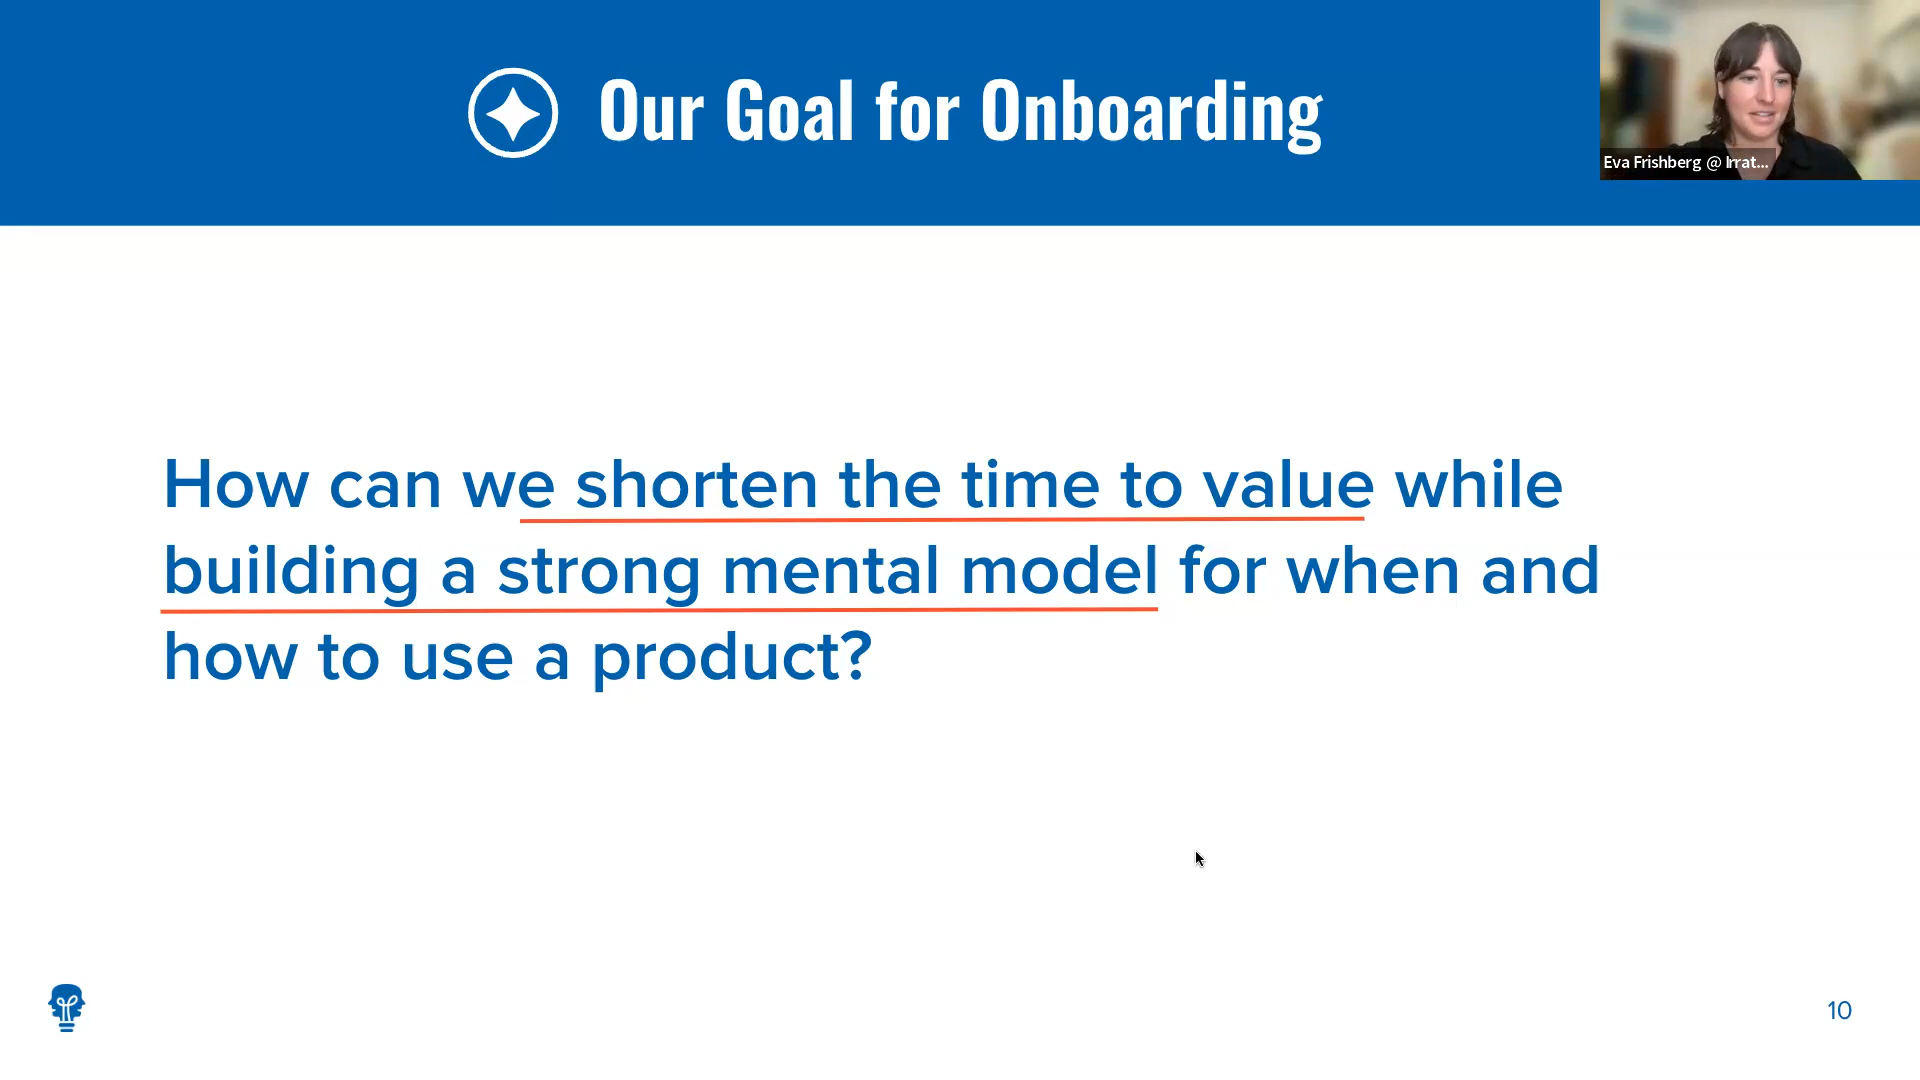 Our Goal for Onboarding
Eva Frishberg @ Irrat...
How can we shorten the time to value while
building a strong mental model for when and
how to use a product?
10